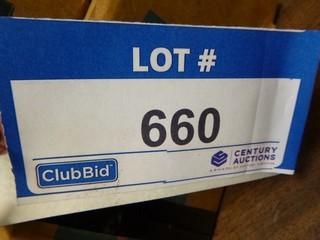 LOT #
660
ClubBid
CENTURY
AUCTIONS